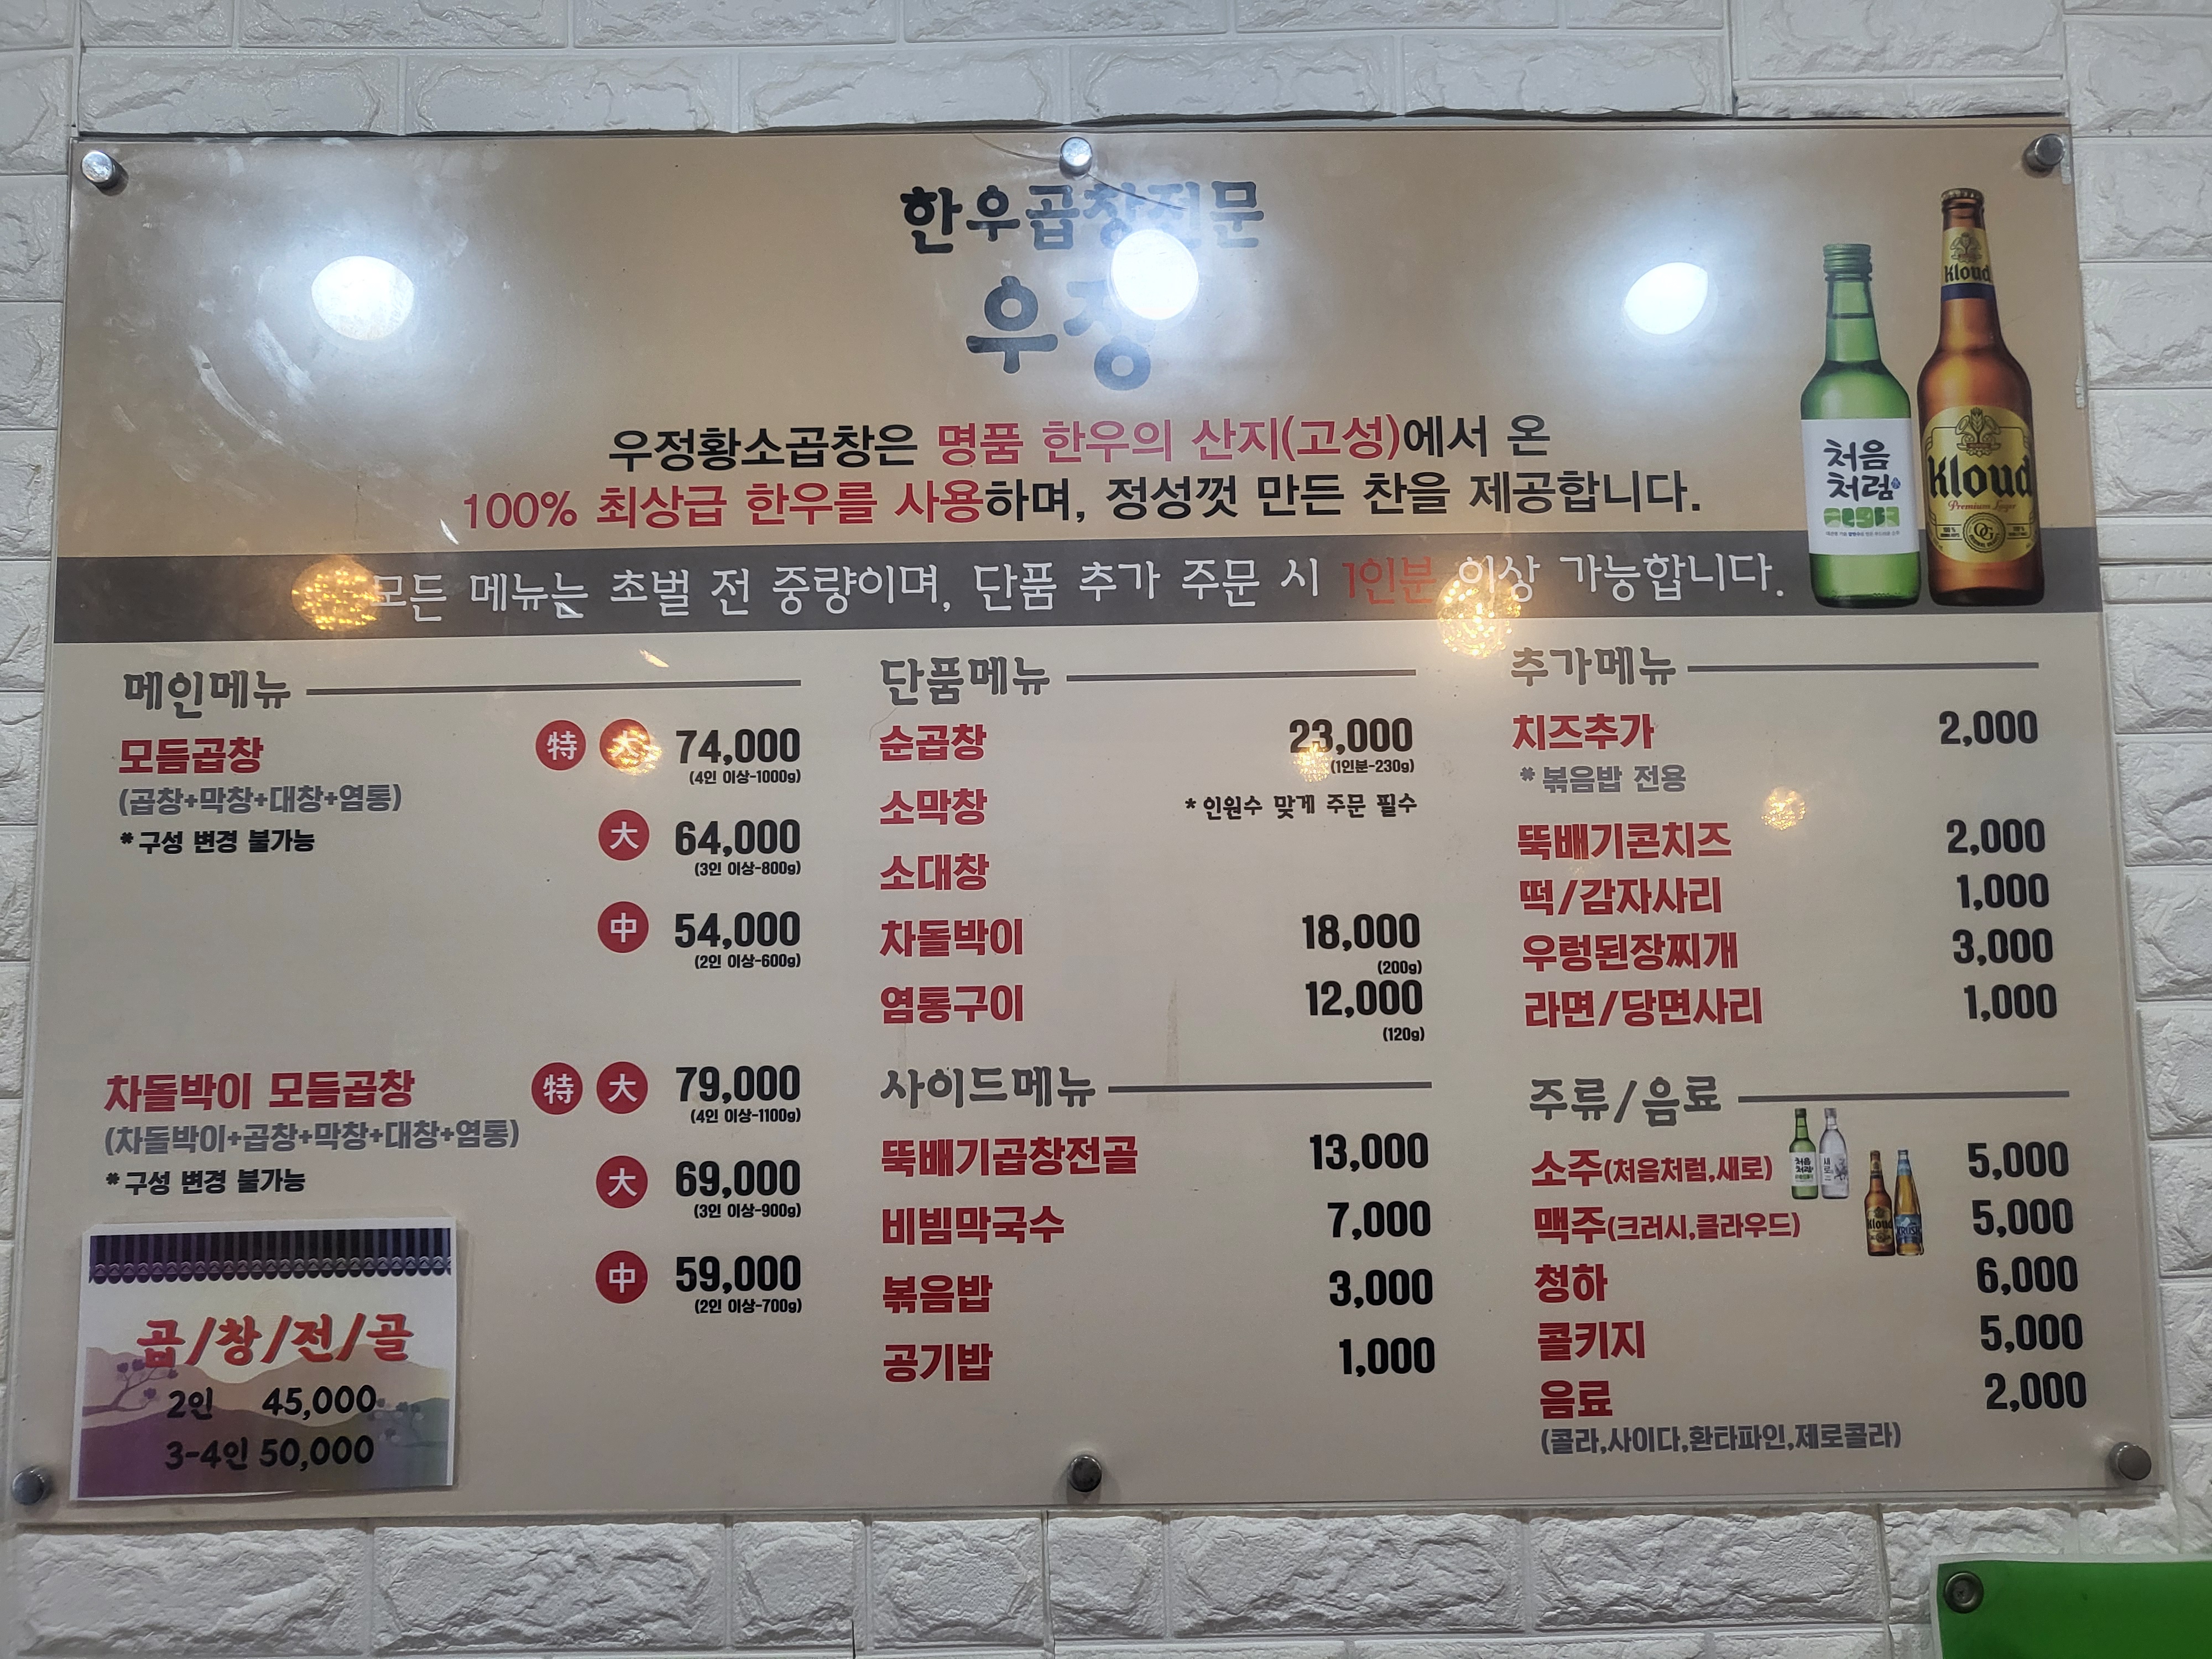 한우곱창전문
우정
우정황소곱창은 명품 한우의 산지(고성)에서 온
100% 최상급 한우를 사용하며, 정성껏 만든 찬을 제공합니다.
처음
처럼
Kloud
Kloud
Premium Lager
모든 메뉴는 초벌 전 중량이며, 단품 추가 주문 시 1인분 이상 가능합니다.
메인메뉴
모듬곱창 特 大 74,000
(4인 이상-1000g)
(곱창+막창+대창+염통)
*구성 변경 불가능
大 64,000
(3인 이상-800g)
中 54,000
(2인 이상-600g)
차돌박이 모듬곱창 特 大 79,000
(4인 이상-1100g)
(차돌박이+곱창+막창+대창+염통)
*구성 변경 불가능
大 69,000
(3인 이상-900g)
中 59,000
(2인 이상-700g)
곱/창/전/골
2인 45,000
3-4인 50,000
단품메뉴
순곱창 23,000
(1인분-230g)
소막창 *인원수 맞게 주문 필수
소대창
차돌박이 18,000
(200g)
염통구이 12,000
(120g)
사이드메뉴
뚝배기곱창전골 13,000
비빔막국수 7,000
볶음밥 3,000
공기밥 1,000
추가메뉴
치즈추가 2,000
*볶음밥 전용
뚝배기콘치즈 2,000
떡/감자사리 1,000
우렁된장찌개 3,000
라면/당면사리 1,000
주류/음료
소주(처음처럼,새로) 5,000
맥주(크러시,클라우드) 5,000
청하 6,000
콜키지 5,000
음료 2,000
(콜라,사이다,환타파인,제로콜라)